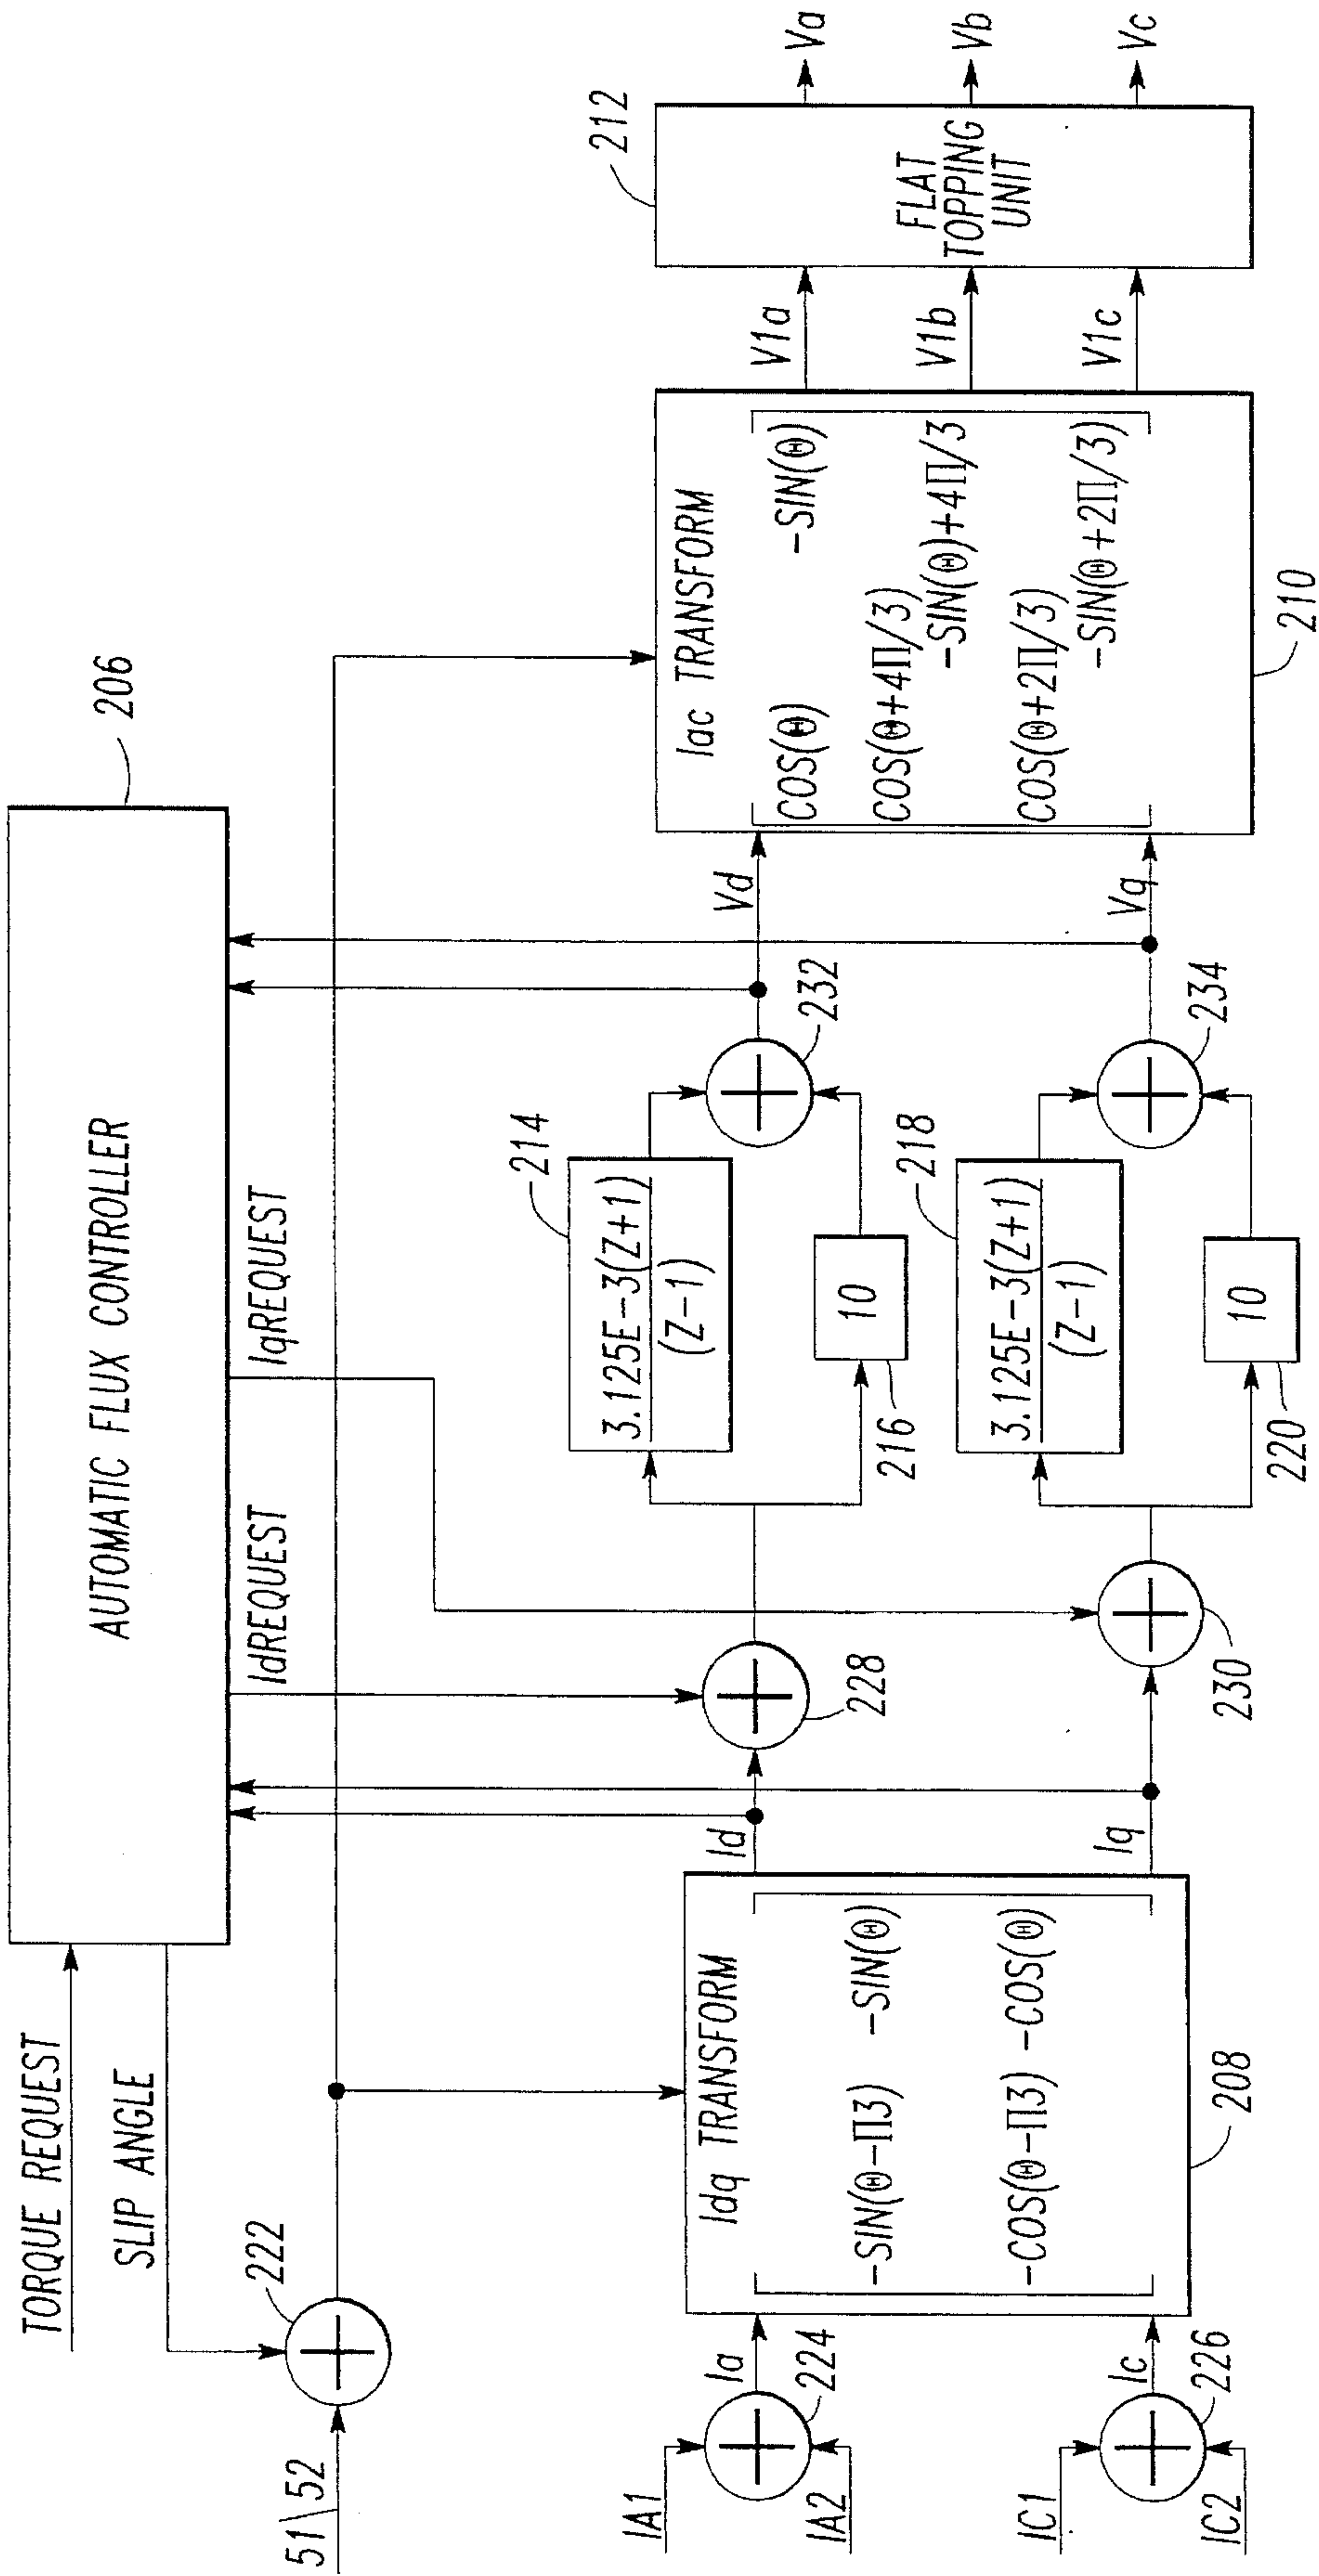 206
AUTOMATIC FLUX CONTROLLER
TORQUE REQUEST
SLIP ANGLE
IdREQUEST
IqREQUEST
51\52
222
IA1
IA2
Ia
224
IC1
IC2
Ic
226
Idq TRANSFORM
-SIN(Θ-Π3) -SIN(Θ)
-COS(Θ-Π3) -COS(Θ)
208
Id
Iq
228
230
3.125E-3(Z+1)
(Z-1)
214
10
216
3.125E-3(Z+1)
(Z-1)
218
10
220
232
234
Vd
Vq
Iac TRANSFORM
COS(Θ) -SIN(Θ)
COS(Θ+4Π/3)
-SIN(Θ)+4Π/3
COS(Θ+2Π/3)
-SIN(Θ+2Π/3)
210
V1a
V1b
V1c
FLAT
TOPPING
UNIT
212
Va
Vb
Vc